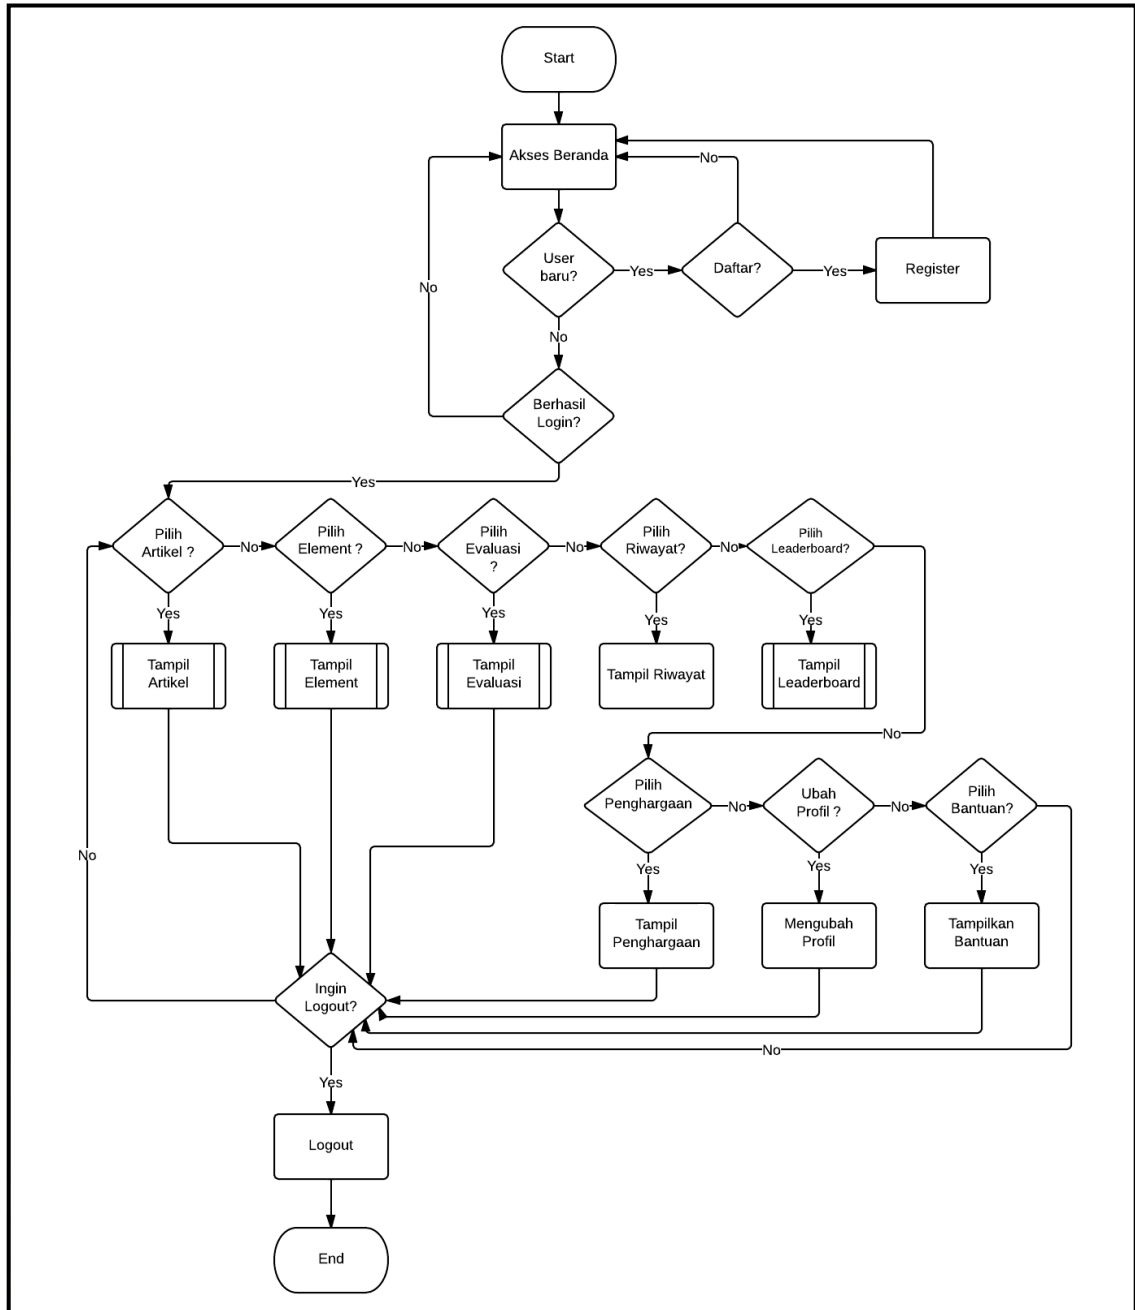 Start
Akses Beranda
No
User
baru?
Yes
Daftar?
Yes
Register
No
No
Berhasil
Login?
Yes
Pilih
Artikel ?
No
Pilih
Element ?
No
Pilih
Evaluasi
?
No
Pilih
Riwayat?
No
Pilih
Leaderboard?
Yes
Yes
Yes
Yes
Yes
Tampil
Artikel
Tampil
Element
Tampil
Evaluasi
Tampil Riwayat
Tampil
Leaderboard
No
Pilih
Penghargaan
No
Ubah
Profil ?
No
Pilih
Bantuan?
No
Yes
Yes
Yes
Tampil
Penghargaan
Mengubah
Profil
Tampilkan
Bantuan
Ingin
Logout?
No
Yes
Logout
End